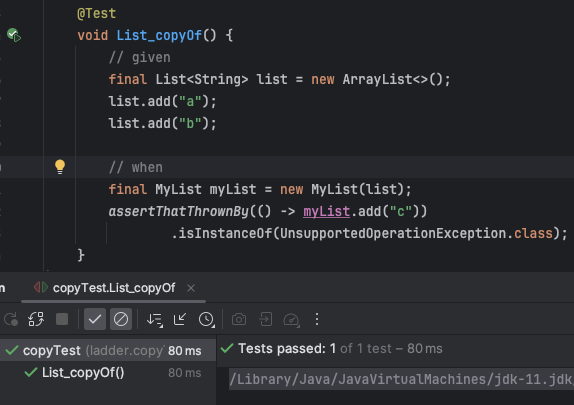 @Test
void List_copyOf() {
// given
final List<String> list = new ArrayList<>();
list.add("a");
list.add("b");
// when
final MyList myList = new MyList(list);
assertThatThrownBy(() -> myList.add("c"))
.isInstanceOf(UnsupportedOperationException.class);
}
copyTest.List_copyOf
copyTest (ladder.copy 80 ms
List_copyOf() 80 ms
Tests passed: 1 of 1 test – 80 ms
/Library/Java/JavaVirtualMachines/jdk-11.jdk